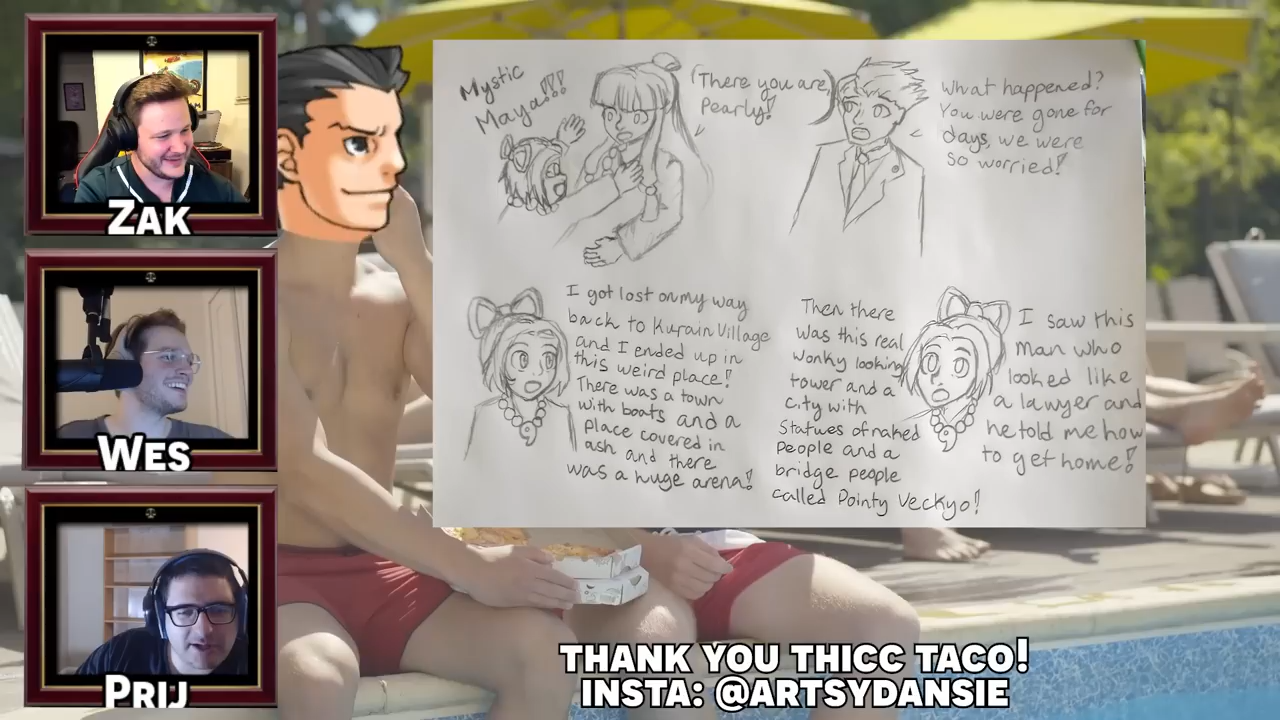 Mystic
Maya!!!
(There you are,
Pearly!)
What happened?
You were gone for
days, we were
so worried!
I got lost on my way
back to Kurain Village
and I ended up in
this weird place!
There was a town
with boats and a
place covered in
ash and there
was a huge arena!
Then there
was this real
wonky looking
tower and a
city with
Statues of naked
people and a
bridge people
called Pointy Veckyo!
I saw this
man who
looked like
a lawyer and
he told me how
to get home!
ZAK
WES
PRIJ
THANK YOU THICC TACO!
INSTA: @ARTSYDANSIE